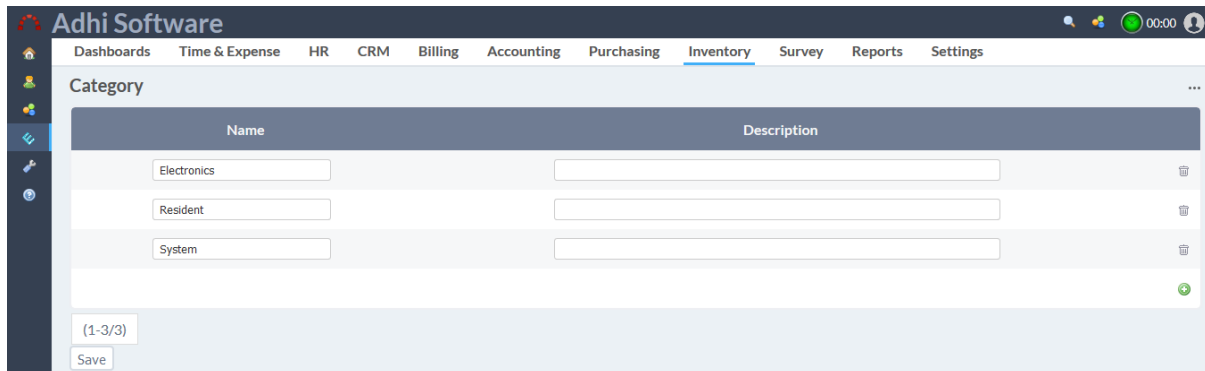 Adhi Software
00:00
Dashboards Time & Expense HR CRM Billing Accounting Purchasing Inventory Survey Reports Settings
Category
...
Name Description
Electronics
Resident
System
(1-3/3)
Save